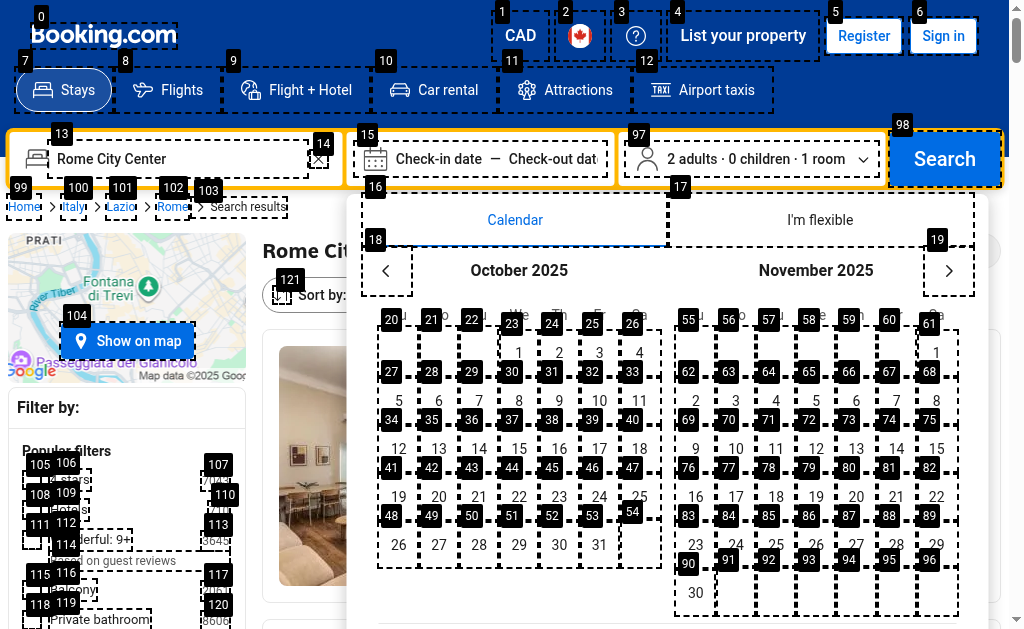 Booking.com
CAD
List your property
Register
Sign in
Stays
Flights
Flight + Hotel
Car rental
Attractions
Airport taxis
Rome City Center
Check-in date — Check-out dat
2 adults · 0 children · 1 room
Search
Home
Italy
Lazio
Rome
Search results
Calendar
I'm flexible
October 2025
November 2025
1 2 3 4
5 6 7 8 9 10 11
12 13 14 15 16 17 18
19 20 21 22 23 24 25
26 27 28 29 30 31
1
2 3 4 5 6 7 8
9 10 11 12 13 14 15
16 17 18 19 20 21 22
23 24 25 26 27 28 29
30
PRATI
Fontana
di Trevi
River Tiber
Show on map
Passeggiata del Gianicolo
Google
Map data ©2025 Goog
Rome Cit
Sort by:
Filter by:
Popular filters
stars
Hotels
derful: 9+
3645
Based on guest reviews
Balcony
Private bathroom
8606
0
1
2
3
4
5
6
7
8
9
10
11
12
13
14
15
16
17
18
19
20
21
22
23
24
25
26
27
28
29
30
31
32
33
34
35
36
37
38
39
40
41
42
43
44
45
46
47
48
49
50
51
52
53
54
55
56
57
58
59
60
61
62
63
64
65
66
67
68
69
70
71
72
73
74
75
76
77
78
79
80
81
82
83
84
85
86
87
88
89
90
91
92
93
94
95
96
97
98
99
100
101
102
103
104
105
106
107
108
109
110
111
112
113
114
115
116
117
118
119
120
121